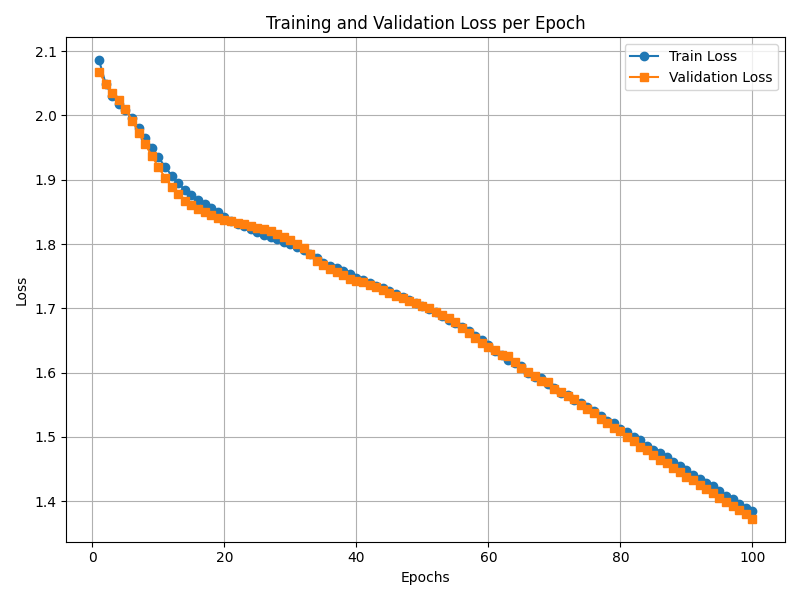 Training and Validation Loss per Epoch
Train Loss
Validation Loss
2.1
2.0
1.9
1.8
1.7
1.6
1.5
1.4
Loss
0 20 40 60 80 100
Epochs